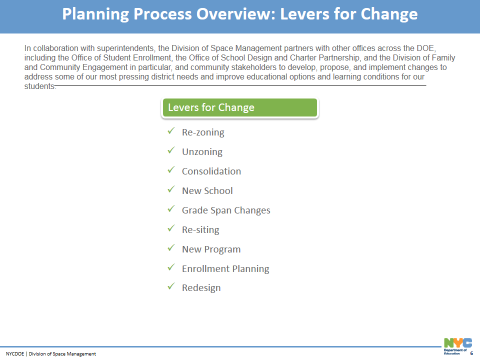 Planning Process Overview: Levers for Change
In collaboration with superintendents, the Division of Space Management partners with other offices across the DOE,
including the Office of Student Enrollment, the Office of School Design and Charter Partnership, and the Division of Family
and Community Engagement in particular, and community stakeholders to develop, propose, and implement changes to
address some of our most pressing district needs and improve educational options and learning conditions for our
students.
Levers for Change
✓ Re-zoning
✓ Unzoning
✓ Consolidation
✓ New School
✓ Grade Span Changes
✓ Re-siting
✓ New Program
✓ Enrollment Planning
✓ Redesign
NYC
Department of
Education
NYCDOE | Division of Space Management
6